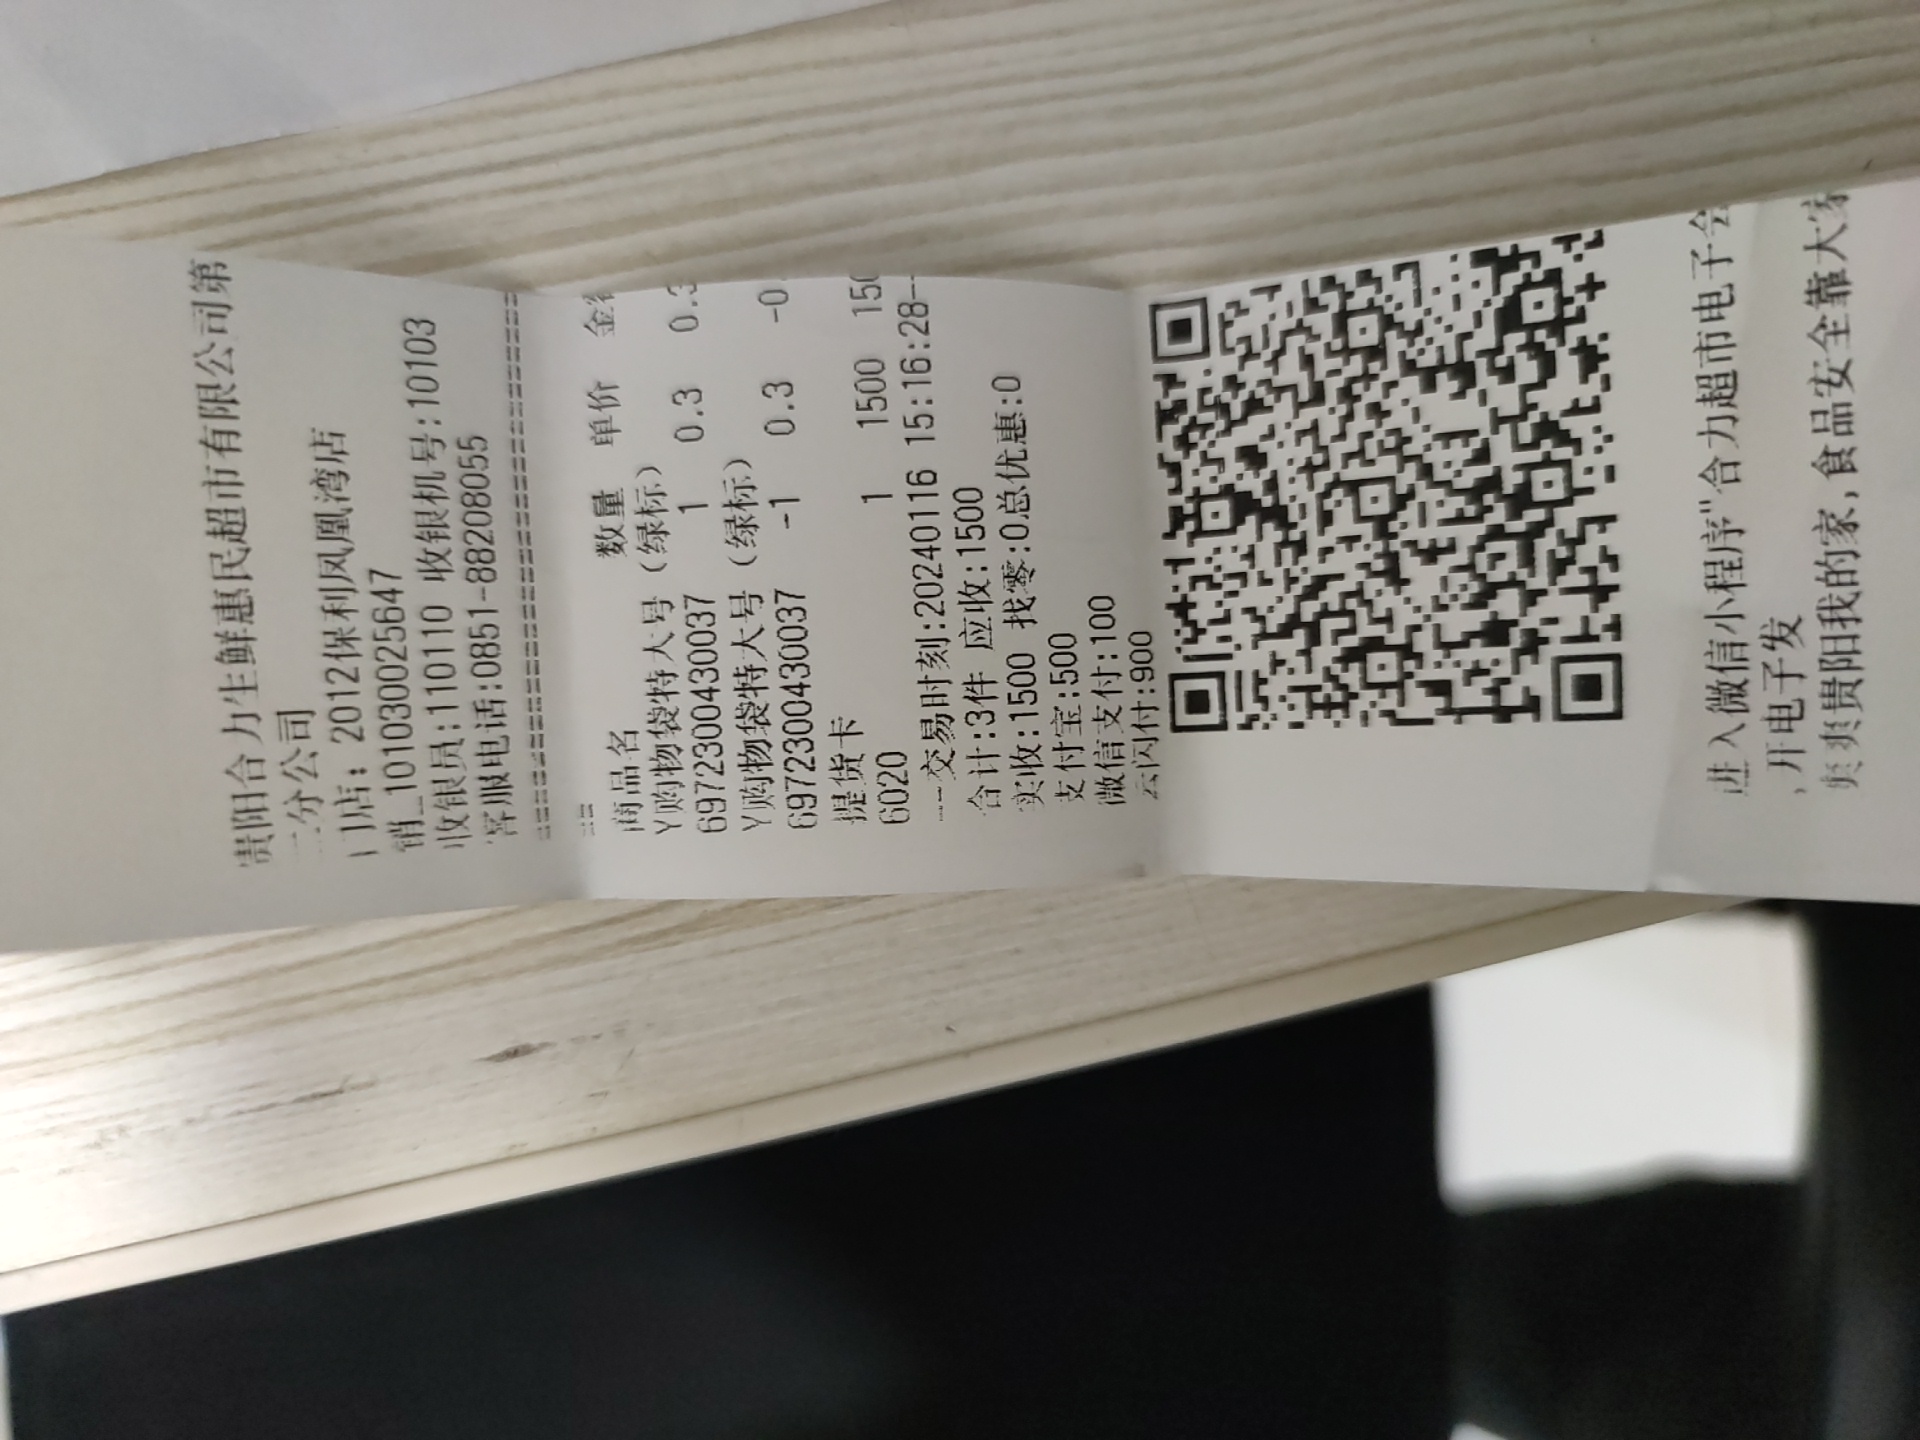 贵阳合力生鲜惠民超市有限公司第
二分公司
门店: 2012保利凤凰湾店
销_1010300025647
收银员:110110 收银机号:10103
客服电话:0851-88208055
商品名 数量 单价
Y购物袋特大号(绿标)
6972300430037 1 0.3 0.3
Y购物袋特大号(绿标)
6972300430037 -1 0.3 -0
提货卡
6020 1 1500 150
---交易时刻:20240116 15:16:28--
合计:3件 应收:1500
实收:1500 找零:0总优惠:0
支付宝:500
微信支付:100
云闪付:900
进入微信小程序"合力超市电子会
,开电子发
爽爽贵阳我的家,食品安全靠大家